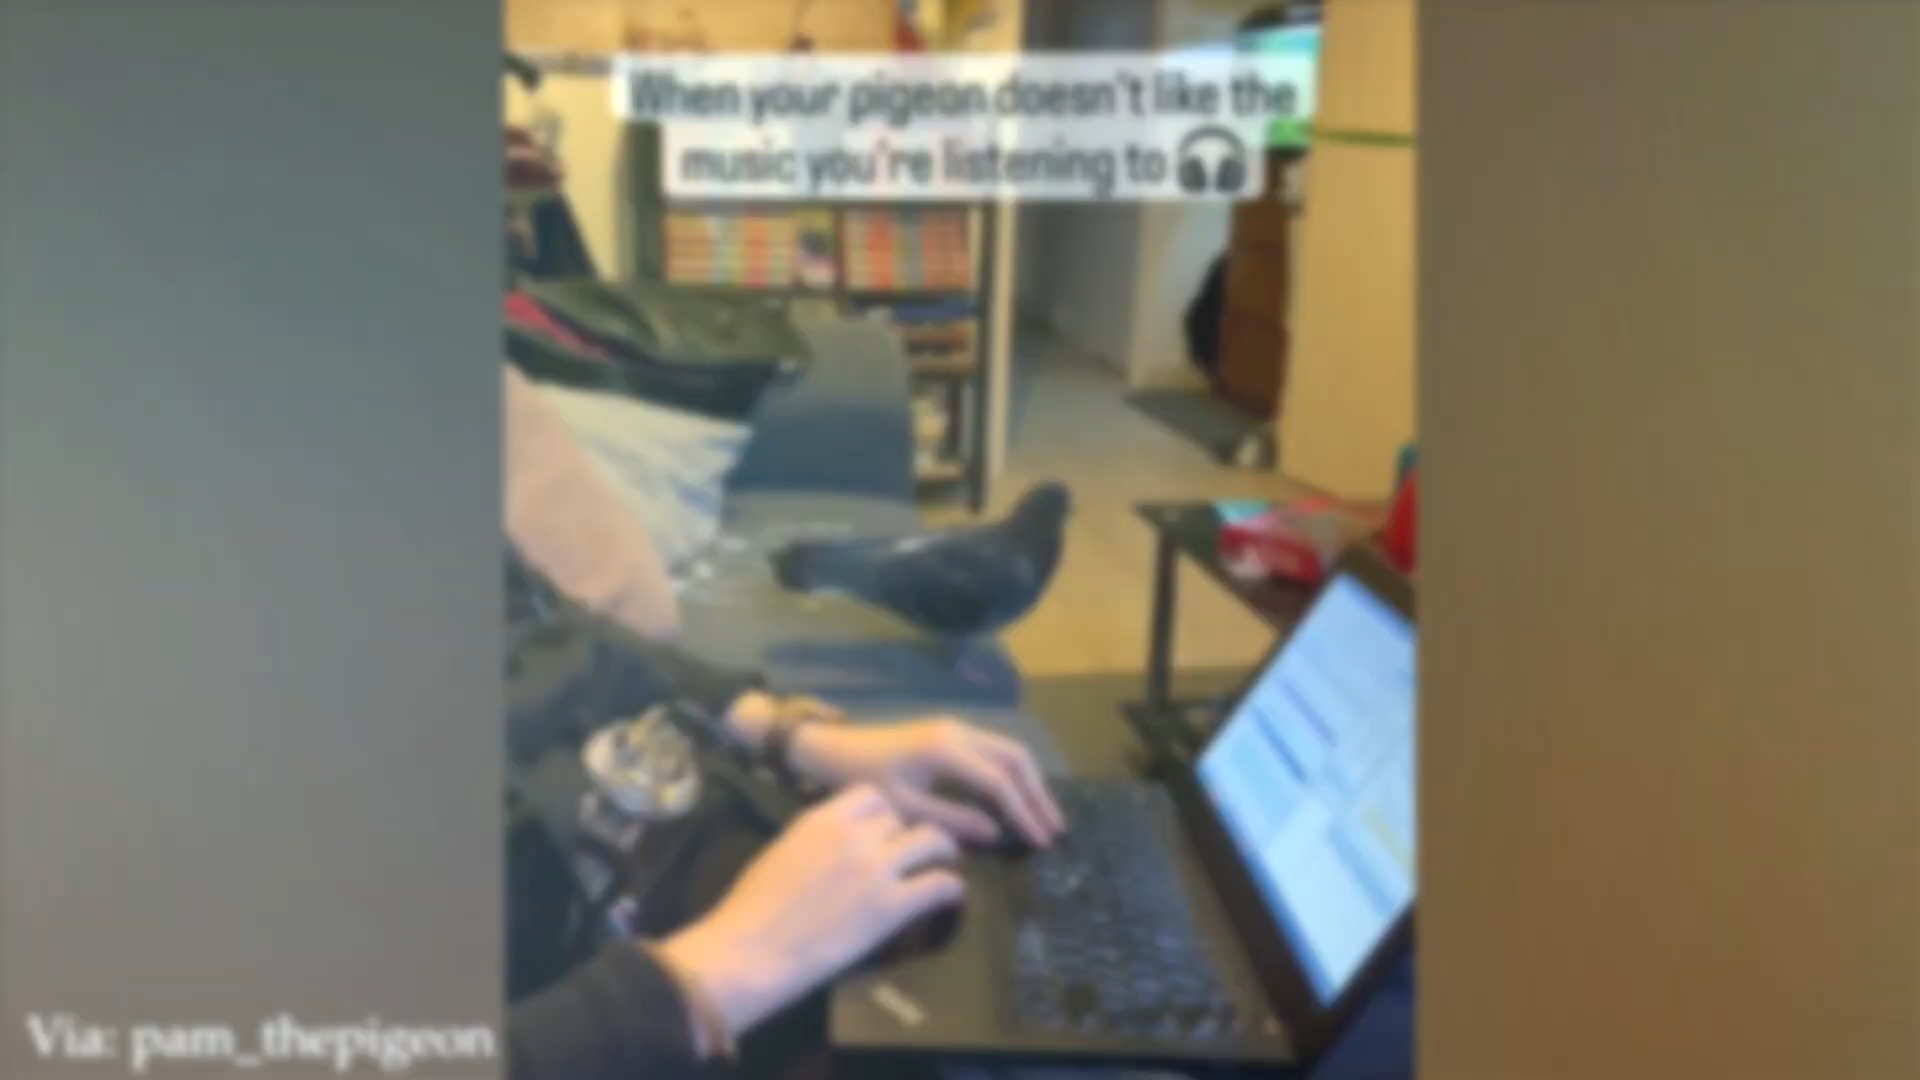 When your pigeon doesn't like the
music you're listening to 🎧
Via: pam_thepigeon